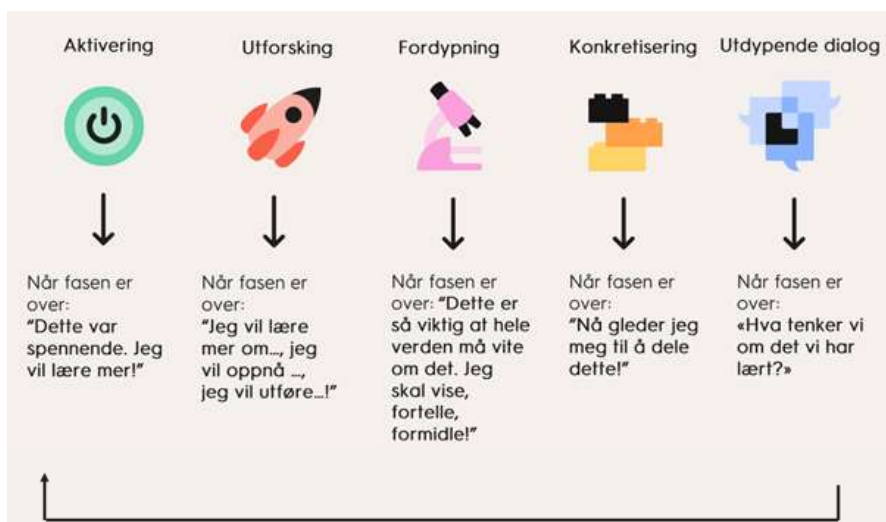 Aktivering
Utforsking
Fordypning
Konkretisering
Utdypende dialog
Når fasen er
over:
"Dette var
spennende. Jeg
vil lære mer!"
Når fasen er
over:
"Jeg vil lære
mer om..., jeg
vil oppnå ...,
jeg vil utføre...!"
Når fasen er
over: "Dette er
så viktig at hele
verden må vite
om det. Jeg
skal vise,
fortelle,
formidle!"
Når fasen er
over:
"Nå gleder jeg
meg til å dele
dette!"
Når fasen er
over:
«Hva tenker vi
om det vi har
lært?»